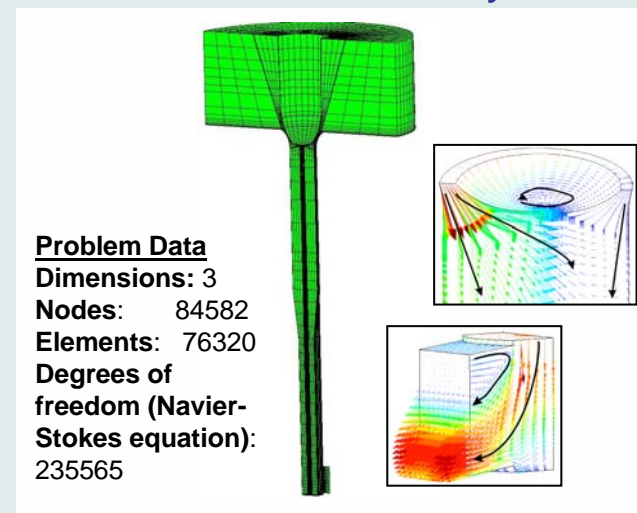 Problem Data
Dimensions: 3
Nodes: 84582
Elements: 76320
Degrees of
freedom (Navier-
Stokes equation):
235565